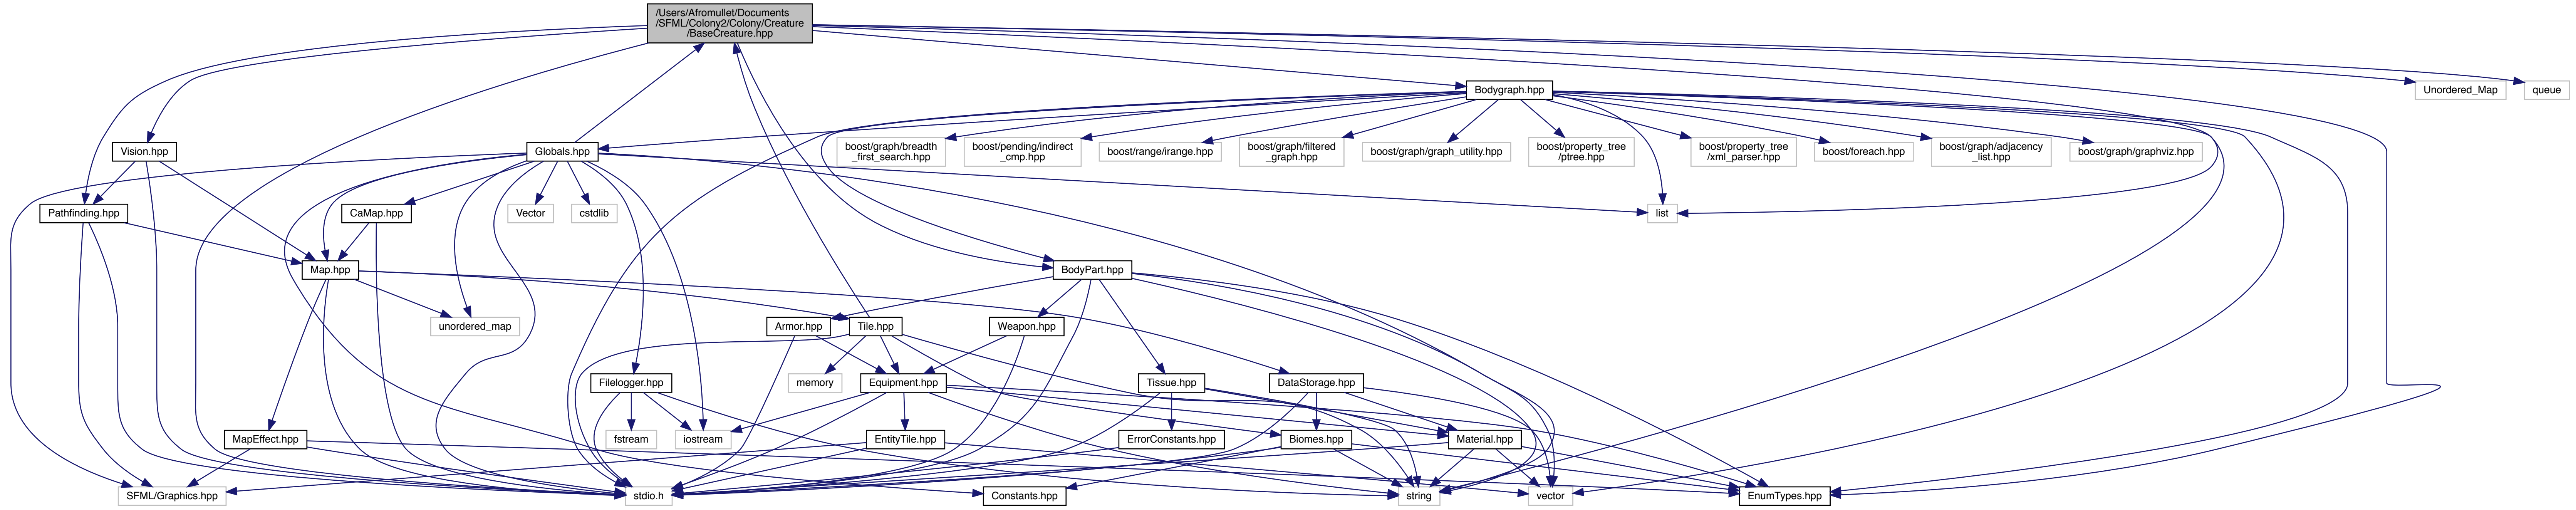 /Users/Afromullet/Documents
/SFML/Colony2/Colony/Creature
/BaseCreature.hpp
Bodygraph.hpp
Unordered_Map
queue
Vision.hpp
Globals.hpp
boost/graph/breadth
_first_search.hpp
boost/pending/indirect
_cmp.hpp
boost/range/irange.hpp
boost/graph/filtered
_graph.hpp
boost/graph/graph_utility.hpp
boost/property_tree
/ptree.hpp
boost/property_tree
/xml_parser.hpp
boost/foreach.hpp
boost/graph/adjacency
_list.hpp
boost/graph/graphviz.hpp
Pathfinding.hpp
CaMap.hpp
Vector
cstdlib
list
Map.hpp
BodyPart.hpp
unordered_map
Armor.hpp
Tile.hpp
Weapon.hpp
Filelogger.hpp
memory
Equipment.hpp
Tissue.hpp
DataStorage.hpp
MapEffect.hpp
fstream
iostream
EntityTile.hpp
ErrorConstants.hpp
Biomes.hpp
Material.hpp
SFML/Graphics.hpp
stdio.h
Constants.hpp
string
vector
EnumTypes.hpp